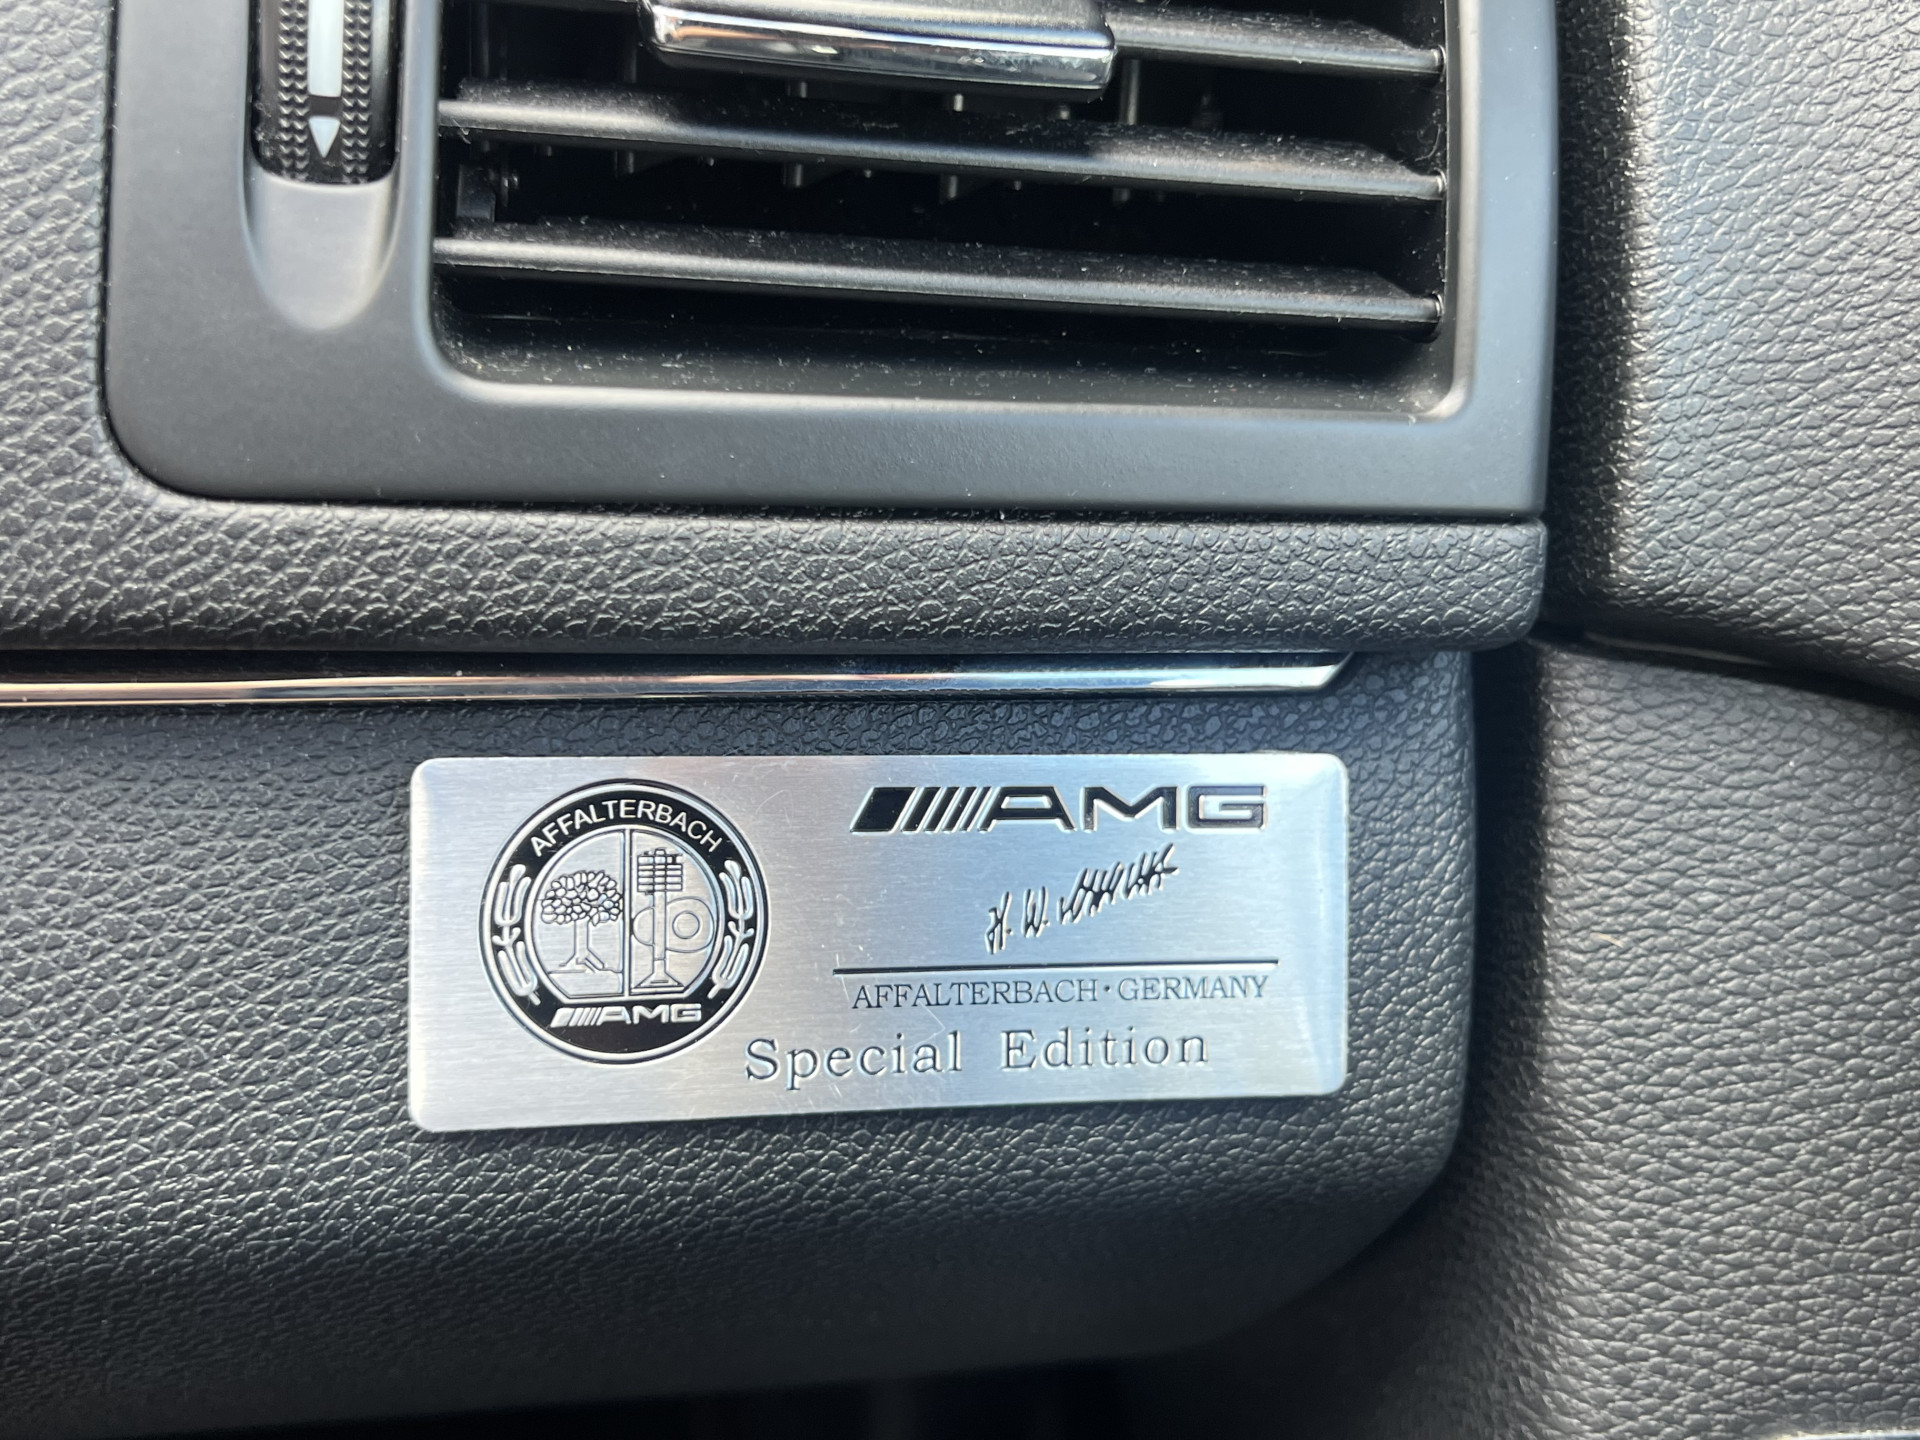 AFFALTERBACH
AMG
AMG
H. W.
AFFALTERBACH·GERMANY
Special Edition